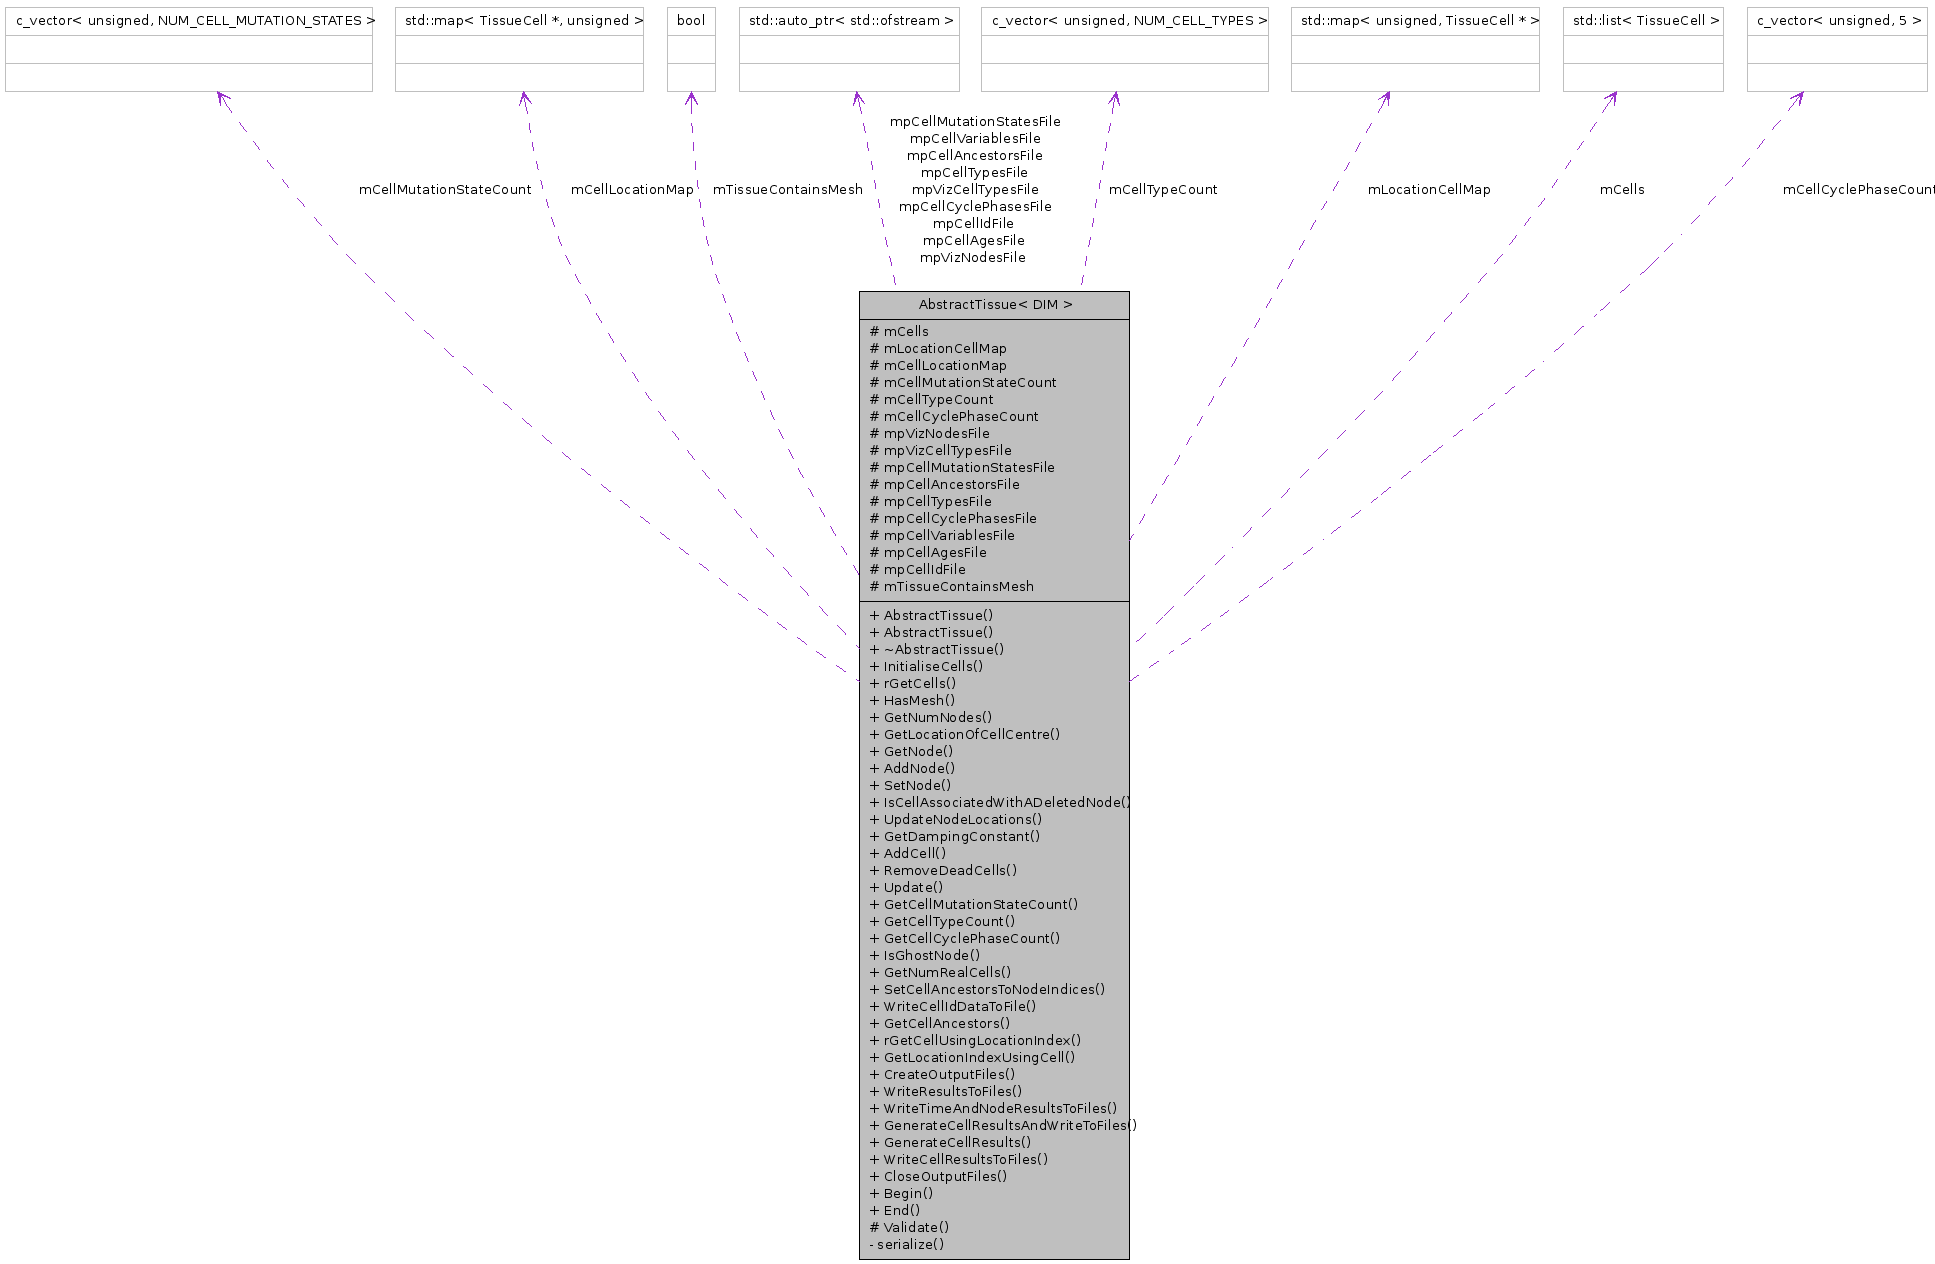 c_vector< unsigned, NUM_CELL_MUTATION_STATES >
std::map< TissueCell *, unsigned >
bool
std::auto_ptr< std::ofstream >
c_vector< unsigned, NUM_CELL_TYPES >
std::map< unsigned, TissueCell * >
std::list< TissueCell >
c_vector< unsigned, 5 >
mCellMutationStateCount
mCellLocationMap
mTissueContainsMesh
mpCellMutationStatesFile
mpCellVariablesFile
mpCellAncestorsFile
mpCellTypesFile
mpVizCellTypesFile
mpCellCyclePhasesFile
mpCellIdFile
mpCellAgesFile
mpVizNodesFile
mCellTypeCount
mLocationCellMap
mCells
mCellCyclePhaseCount
AbstractTissue< DIM >
# mCells
# mLocationCellMap
# mCellLocationMap
# mCellMutationStateCount
# mCellTypeCount
# mCellCyclePhaseCount
# mpVizNodesFile
# mpVizCellTypesFile
# mpCellMutationStatesFile
# mpCellAncestorsFile
# mpCellTypesFile
# mpCellCyclePhasesFile
# mpCellVariablesFile
# mpCellAgesFile
# mpCellIdFile
# mTissueContainsMesh
+ AbstractTissue()
+ AbstractTissue()
+ ~AbstractTissue()
+ InitialiseCells()
+ rGetCells()
+ HasMesh()
+ GetNumNodes()
+ GetLocationOfCellCentre()
+ GetNode()
+ AddNode()
+ SetNode()
+ IsCellAssociatedWithADeletedNode()
+ UpdateNodeLocations()
+ GetDampingConstant()
+ AddCell()
+ RemoveDeadCells()
+ Update()
+ GetCellMutationStateCount()
+ GetCellTypeCount()
+ GetCellCyclePhaseCount()
+ IsGhostNode()
+ GetNumRealCells()
+ SetCellAncestorsToNodeIndices()
+ WriteCellIdDataToFile()
+ GetCellAncestors()
+ rGetCellUsingLocationIndex()
+ GetLocationIndexUsingCell()
+ CreateOutputFiles()
+ WriteResultsToFiles()
+ WriteTimeAndNodeResultsToFiles()
+ GenerateCellResultsAndWriteToFiles()
+ GenerateCellResults()
+ WriteCellResultsToFiles()
+ CloseOutputFiles()
+ Begin()
+ End()
# Validate()
- serialize()